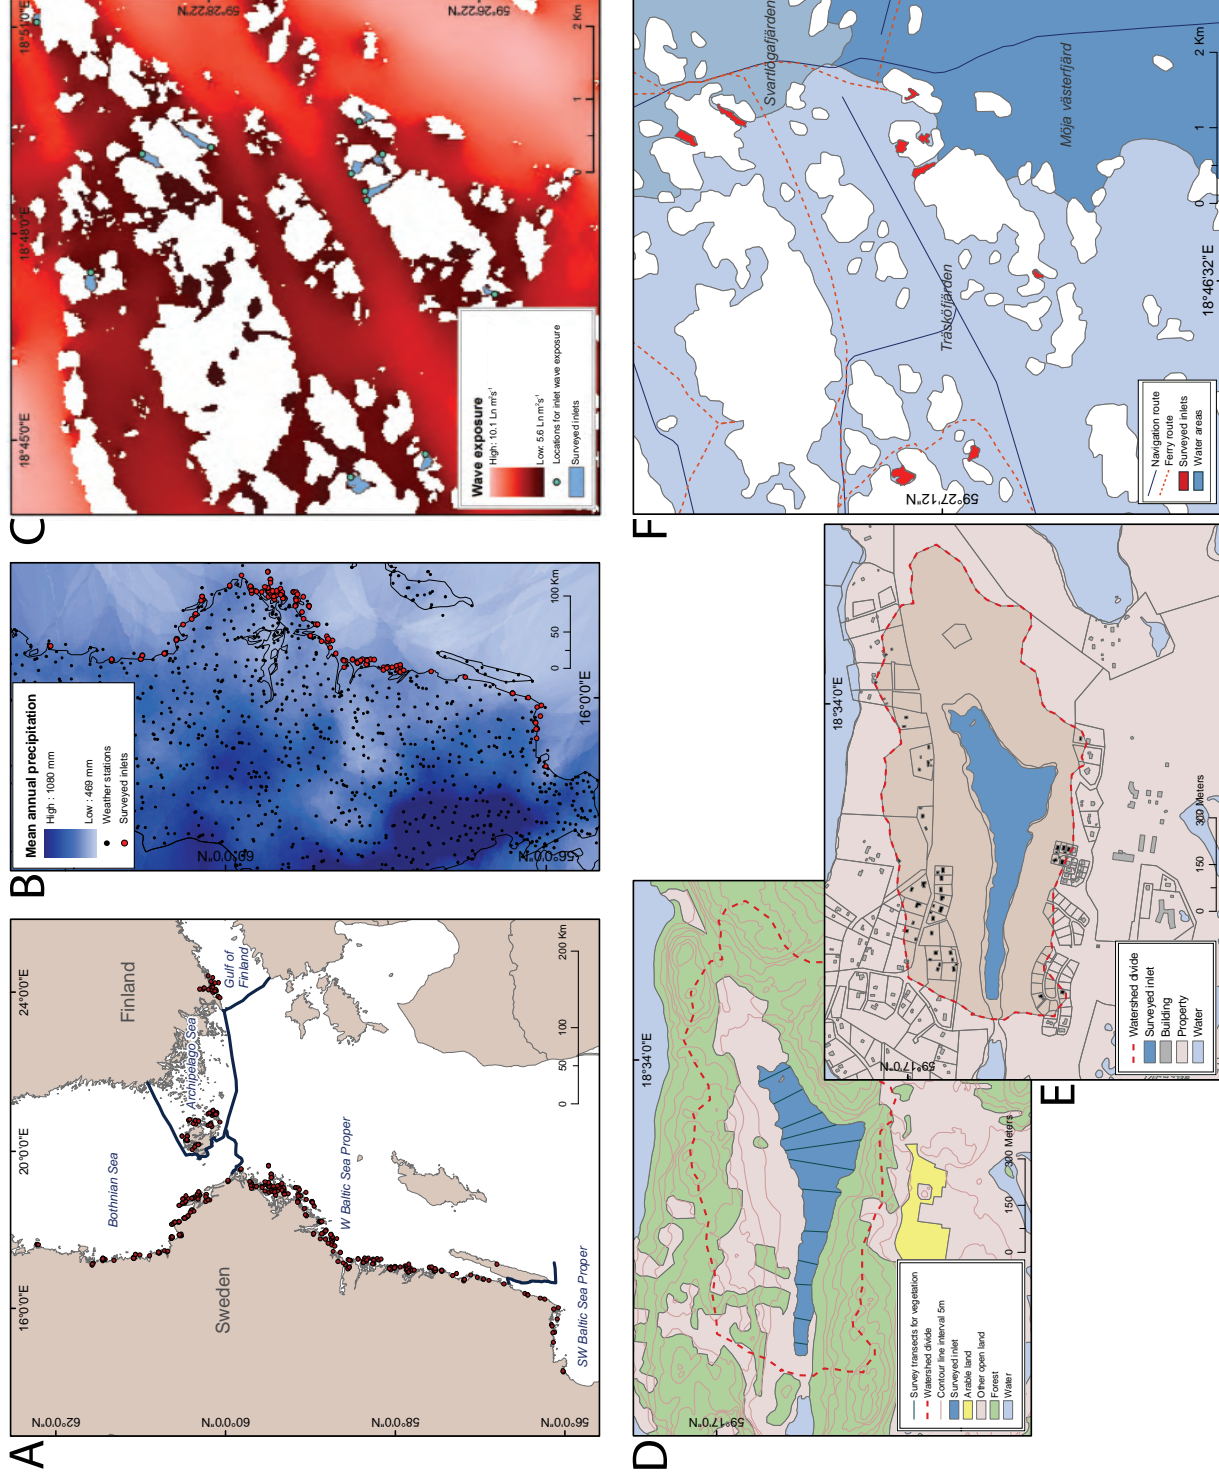 A
16°0'0"E
20°0'0"E
24°0'0"E
62°0'0"N
60°0'0"N
58°0'0"N
56°0'0"N
Finland
Sweden
Bothnian Sea
Archipelago Sea
Gulf of
Finland
W Baltic Sea Proper
SW Baltic Sea Proper
0 50 100 200 Km
B
Mean annual precipitation
High : 1080 mm
Low : 469 mm
Weather stations
Surveyed inlets
60°0'0"N
56°0'0"N
16°0'0"E
0 50 100 Km
C
18°45'0"E
18°48'0"E
18°51'0"E
59°28'22"N
59°26'22"N
Wave exposure
High: 10.1 Ln m²s⁻¹
Low: 5.6 Ln m²s⁻¹
Locations for inlet wave exposure
Surveyed inlets
0 1 2 Km
D
18°34'0"E
59°17'0"N
Survey transects for vegetation
Watershed divide
Contour line interval 5m
Surveyed inlet
Arable land
Other open land
Forest
Water
0 150 300 Meters
E
18°34'0"E
59°17'0"N
Watershed divide
Surveyed inlet
Building
Property
Water
0 150 300 Meters
F
Svartlögafjärden
Träsköfjärden
Möja västerfjärd
59°27'12"N
18°46'32"E
Navigation route
Ferry route
Surveyed inlets
Water areas
0 1 2 Km